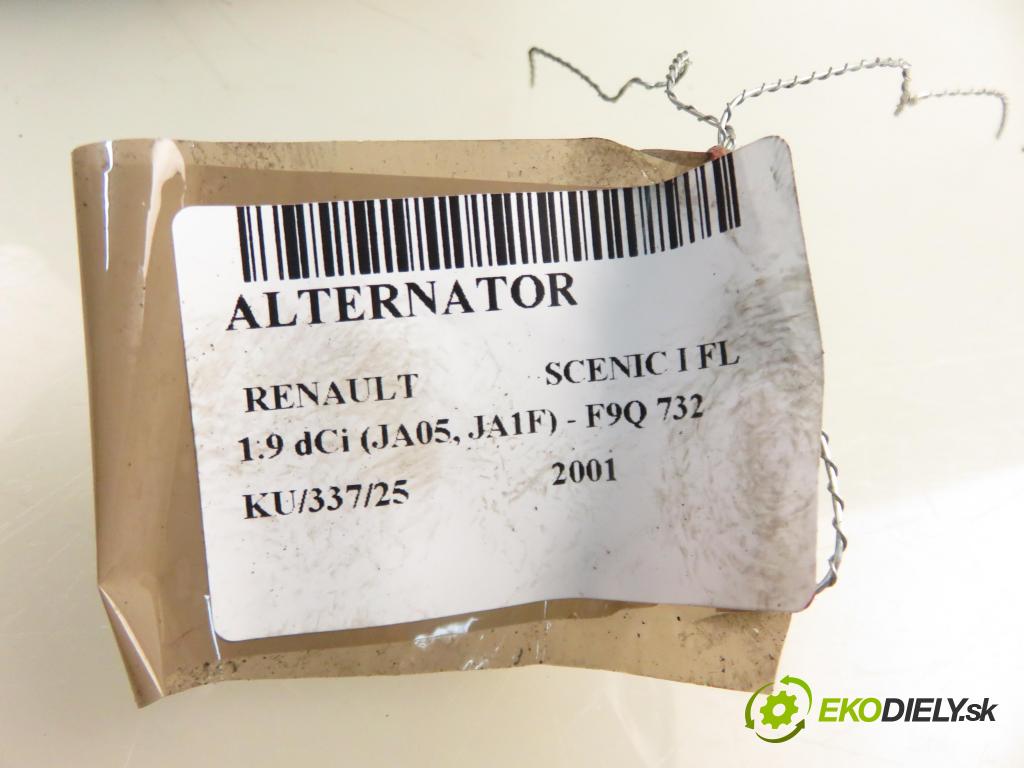 ALTERNATOR
RENAULT SCENIC I FL
1.9 dCi (JA05, JA1F) - F9Q 732
KU/337/25 2001
EKODIELY.sk